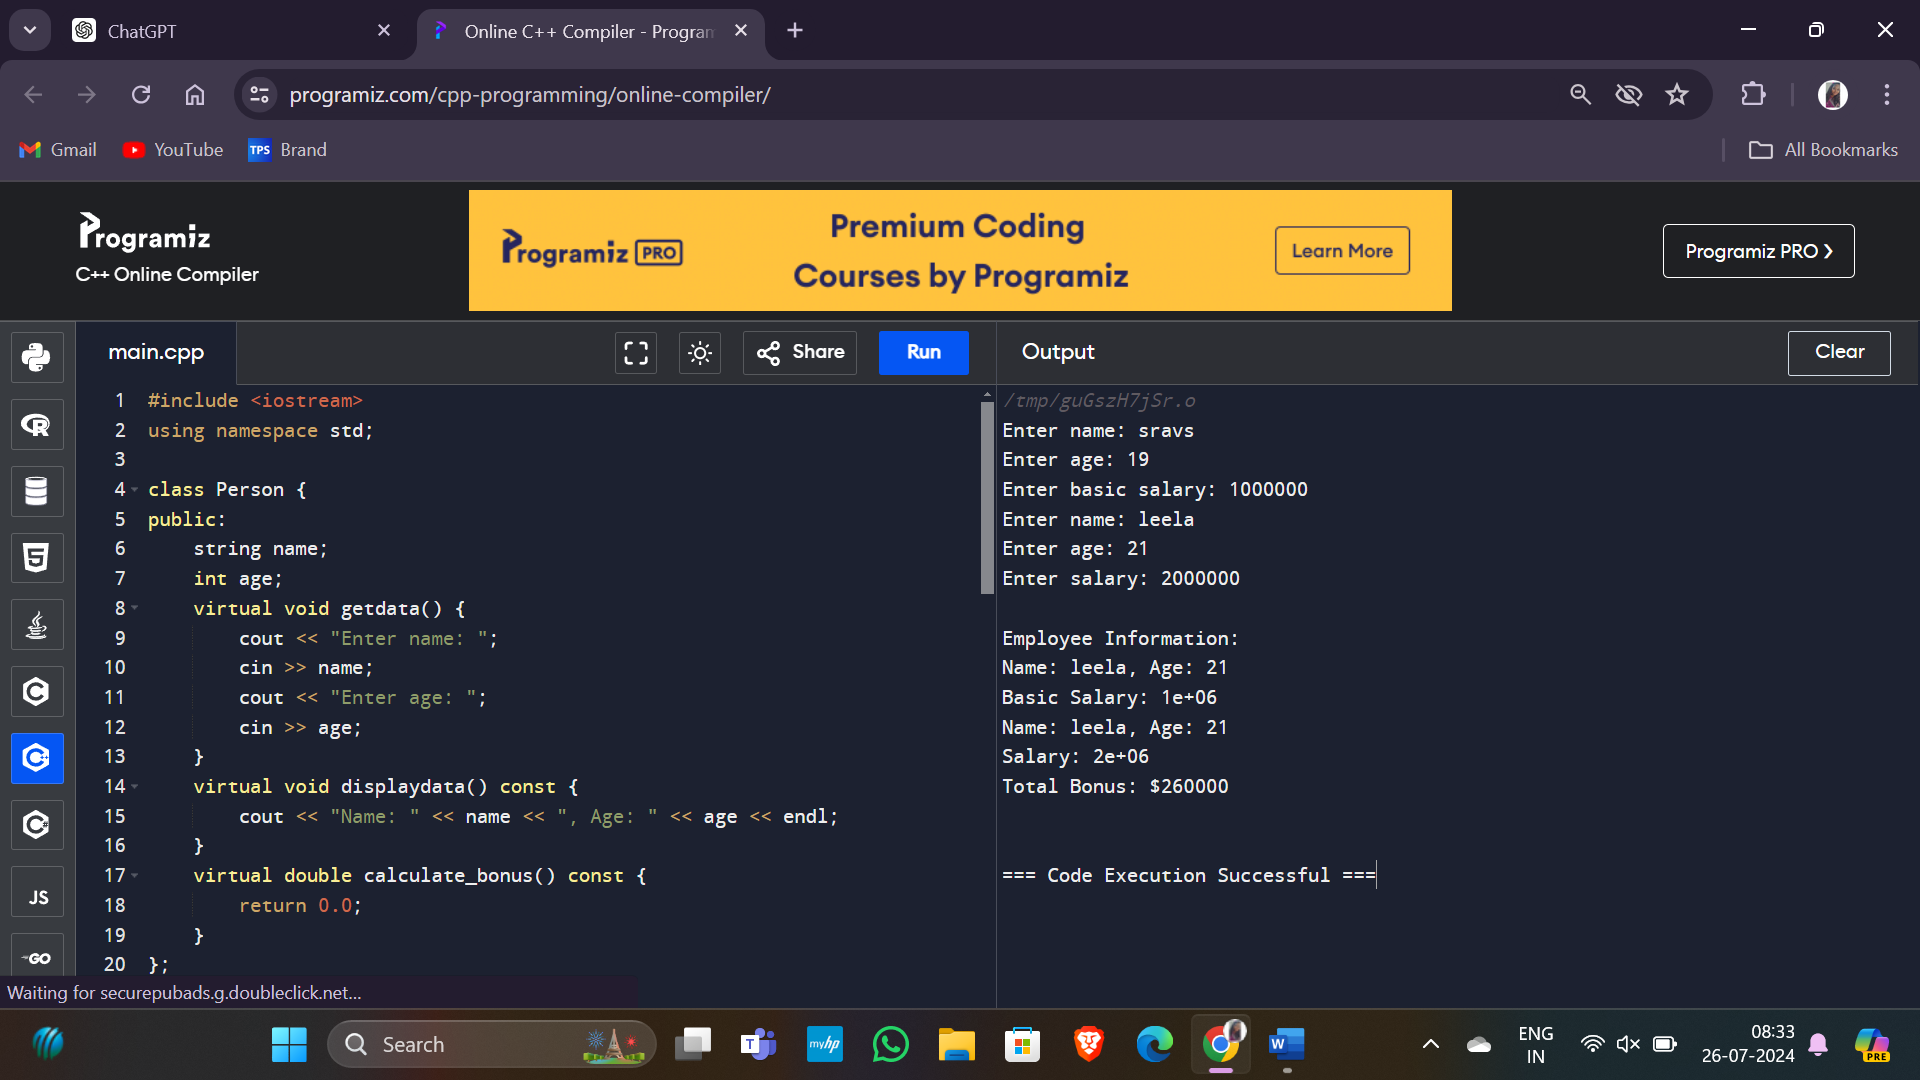 ChatGPT
Online C++ Compiler - Program
programiz.com/cpp-programming/online-compiler/
Gmail
YouTube
TPS
Brand
All Bookmarks
Programiz
C++ Online Compiler
Programiz PRO
Premium Coding
Courses by Programiz
Learn More
Programiz PRO ❯
main.cpp
Share
Run
Output
Clear
1 #include <iostream>
2 using namespace std;
3
4 class Person {
5 public:
6 string name;
7 int age;
8 virtual void getdata() {
9 cout << "Enter name: ";
10 cin >> name;
11 cout << "Enter age: ";
12 cin >> age;
13 }
14 virtual void displaydata() const {
15 cout << "Name: " << name << ", Age: " << age << endl;
16 }
17 virtual double calculate_bonus() const {
18 return 0.0;
19 }
20 };
/tmp/guGszH7jSr.o
Enter name: sravs
Enter age: 19
Enter basic salary: 1000000
Enter name: leela
Enter age: 21
Enter salary: 2000000
Employee Information:
Name: leela, Age: 21
Basic Salary: 1e+06
Name: leela, Age: 21
Salary: 2e+06
Total Bonus: $260000
=== Code Execution Successful ===
R
5
C
C++
C#
JS
GO
Waiting for securepubads.g.doubleclick.net...
Search
T
myhp
W
ENG
IN
08:33
26-07-2024
PRE